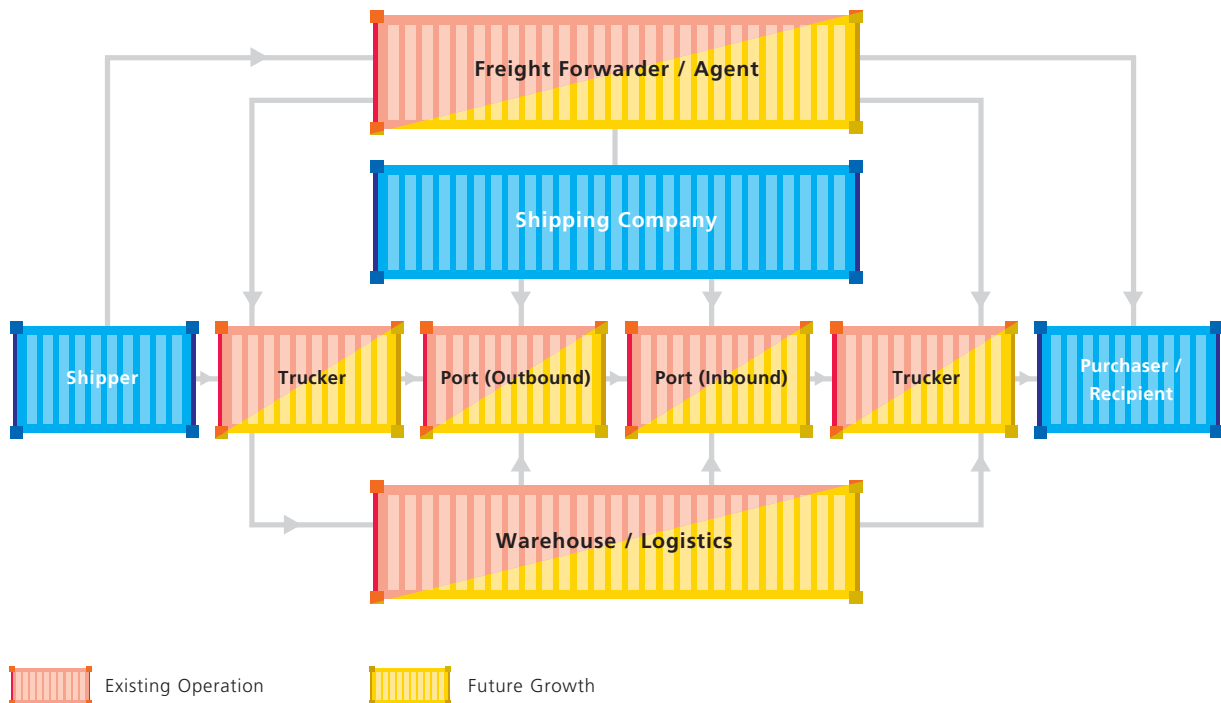 Freight Forwarder / Agent
Shipping Company
Shipper
Trucker
Port (Outbound)
Port (Inbound)
Trucker
Purchaser /
Recipient
Warehouse / Logistics
Existing Operation
Future Growth